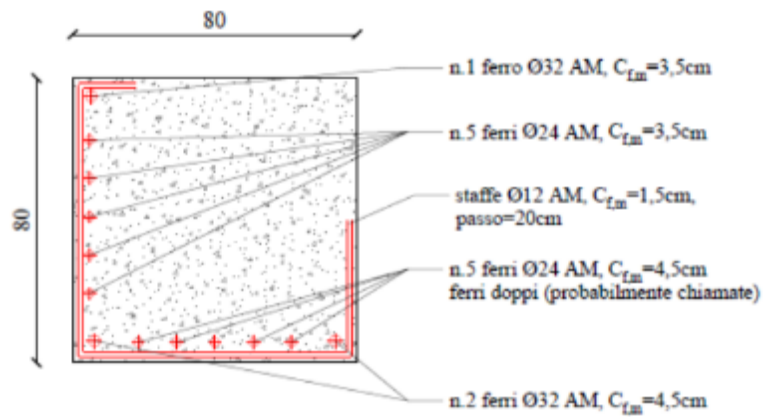 80
80
n.1 ferro Ø32 AM, Cf,m=3,5cm
n.5 ferri Ø24 AM, Cf,m=3,5cm
staffe Ø12 AM, Cf,m=1,5cm,
passo=20cm
n.5 ferri Ø24 AM, Cf,m=4,5cm
ferri doppi (probabilmente chiamate)
n.2 ferri Ø32 AM, Cf,m=4,5cm